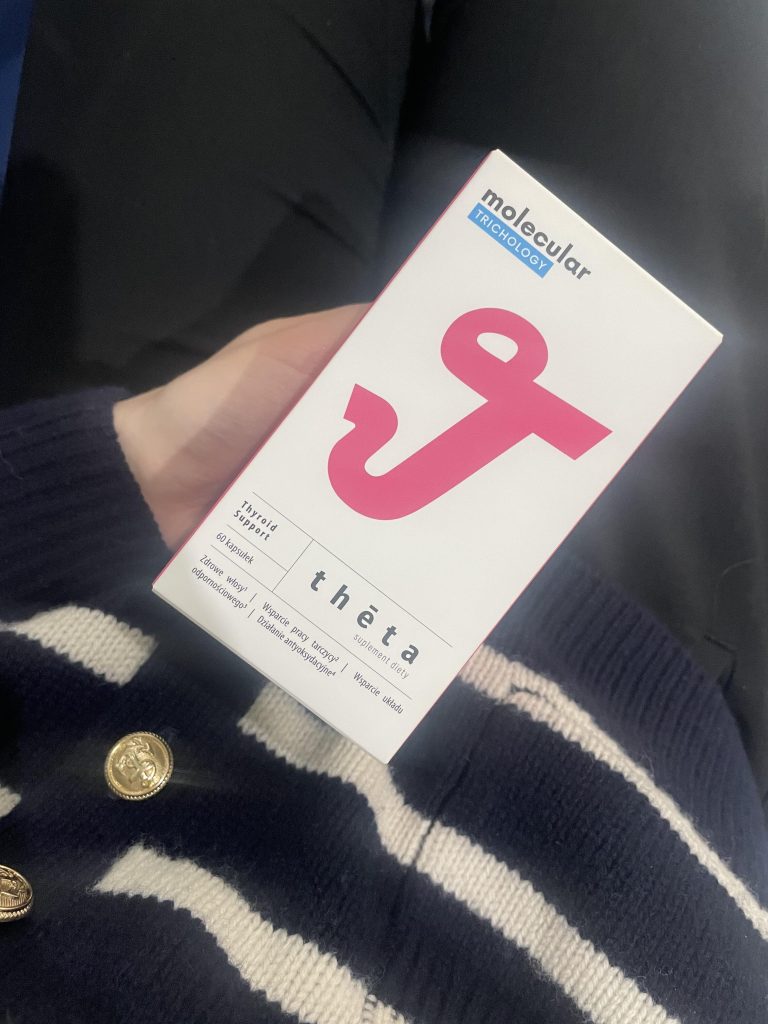 molecular
TRICHOLOGY
Thyroid
Support
60 kapsułek
thēta
suplement diety
Zdrowe włosy¹ | Wsparcie pracy tarczycy² | Wsparcie układu
odpornościowego³ | Działanie antyoksydacyjne⁴